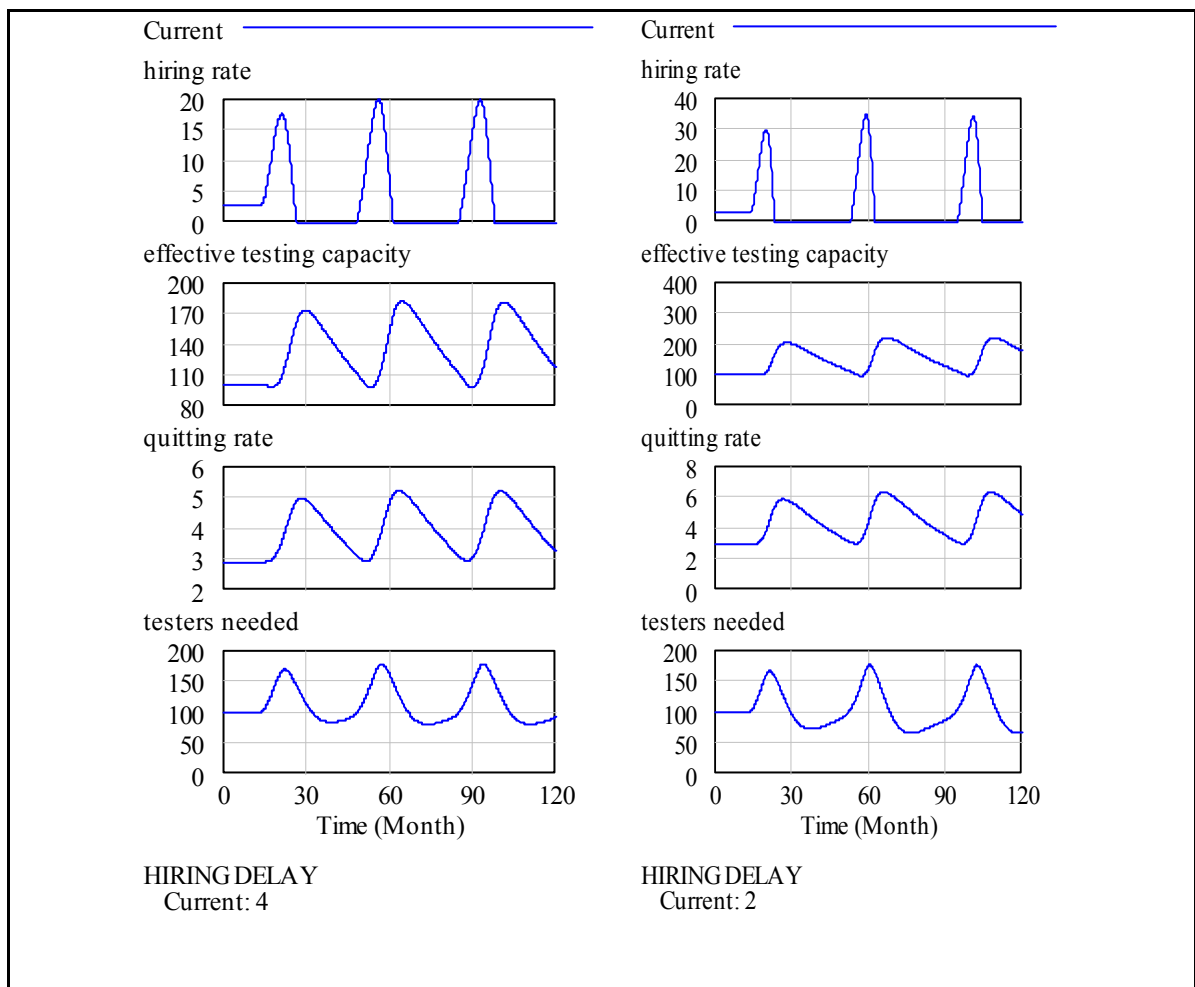 Current
hiring rate
20
15
10
5
0
effective testing capacity
200
170
140
110
80
quitting rate
6
5
4
3
2
testers needed
200
150
100
50
0
0 30 60 90 120
Time (Month)
HIRING DELAY
Current: 4
Current
hiring rate
40
30
20
10
0
effective testing capacity
400
300
200
100
0
quitting rate
8
6
4
2
0
testers needed
200
150
100
50
0
0 30 60 90 120
Time (Month)
HIRING DELAY
Current: 2